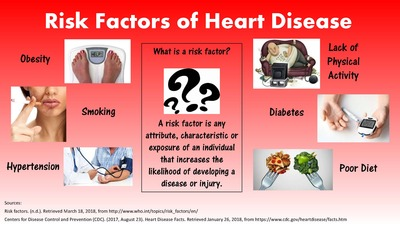 Risk Factors of Heart Disease
Obesity
HELP
Smoking
Hypertension
What is a risk factor?
???
A risk factor is any
attribute, characteristic or
exposure of an individual
that increases the
likelihood of developing a
disease or injury.
Lack of
Physical
Activity
Diabetes
Poor Diet
Sources:
Risk factors. (n.d.). Retrieved March 18, 2018, from http://www.who.int/topics/risk_factors/en/
Centers for Disease Control and Prevention (CDC). (2017, August 23). Heart Disease Facts. Retrieved January 26, 2018, from https://www.cdc.gov/heartdisease/facts.htm